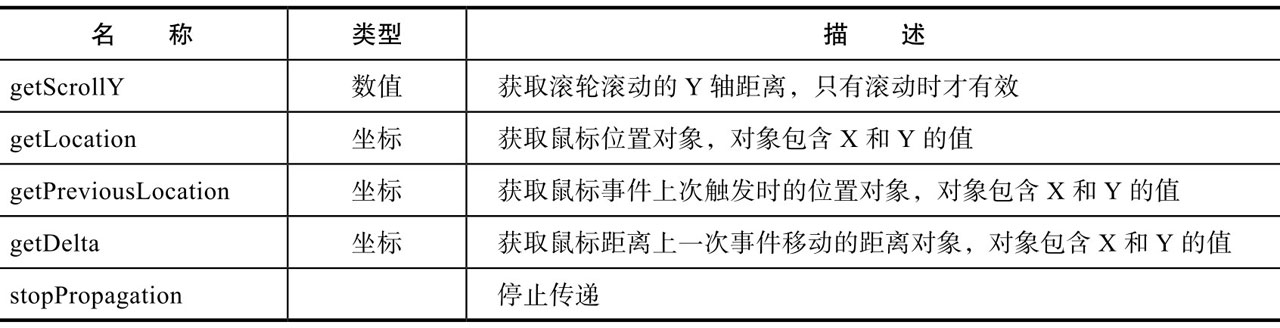 名 称 类型 描 述
getScrollY 数值 获取滚轮滚动的 Y 轴距离，只有滚动时才有效
getLocation 坐标 获取鼠标位置对象，对象包含 X 和 Y 的值
getPreviousLocation 坐标 获取鼠标事件上次触发时的位置对象，对象包含 X 和 Y 的值
getDelta 坐标 获取鼠标距离上一次事件移动的距离对象，对象包含 X 和 Y 的值
stopPropagation 停止传递